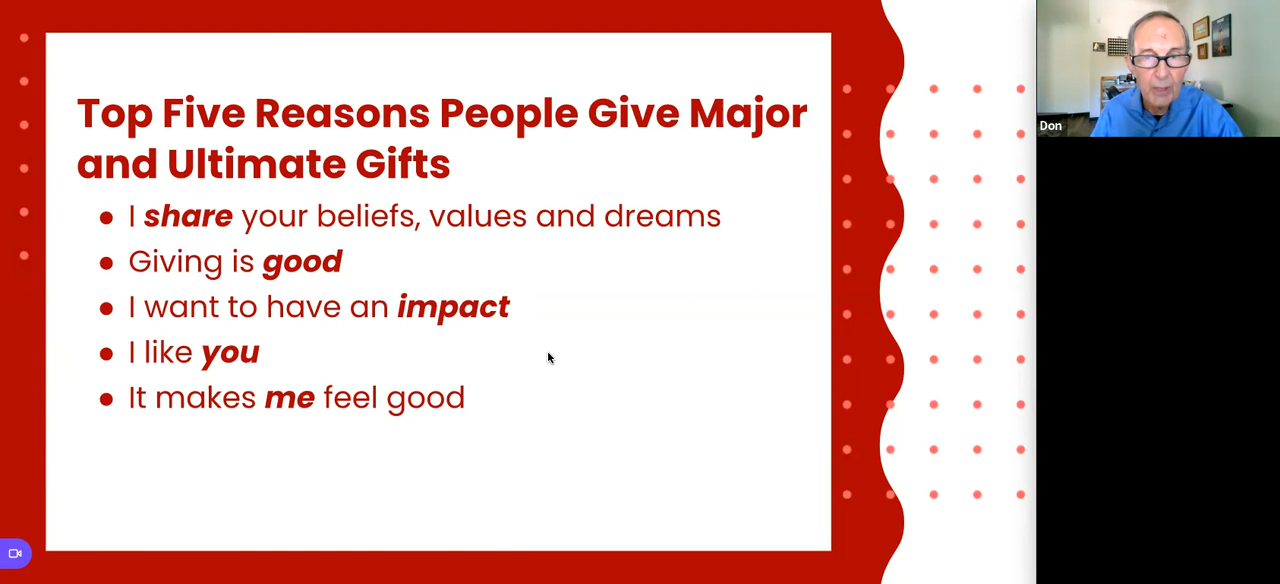 Top Five Reasons People Give Major
and Ultimate Gifts
● I share your beliefs, values and dreams
● Giving is good
● I want to have an impact
● I like you
● It makes me feel good
Don